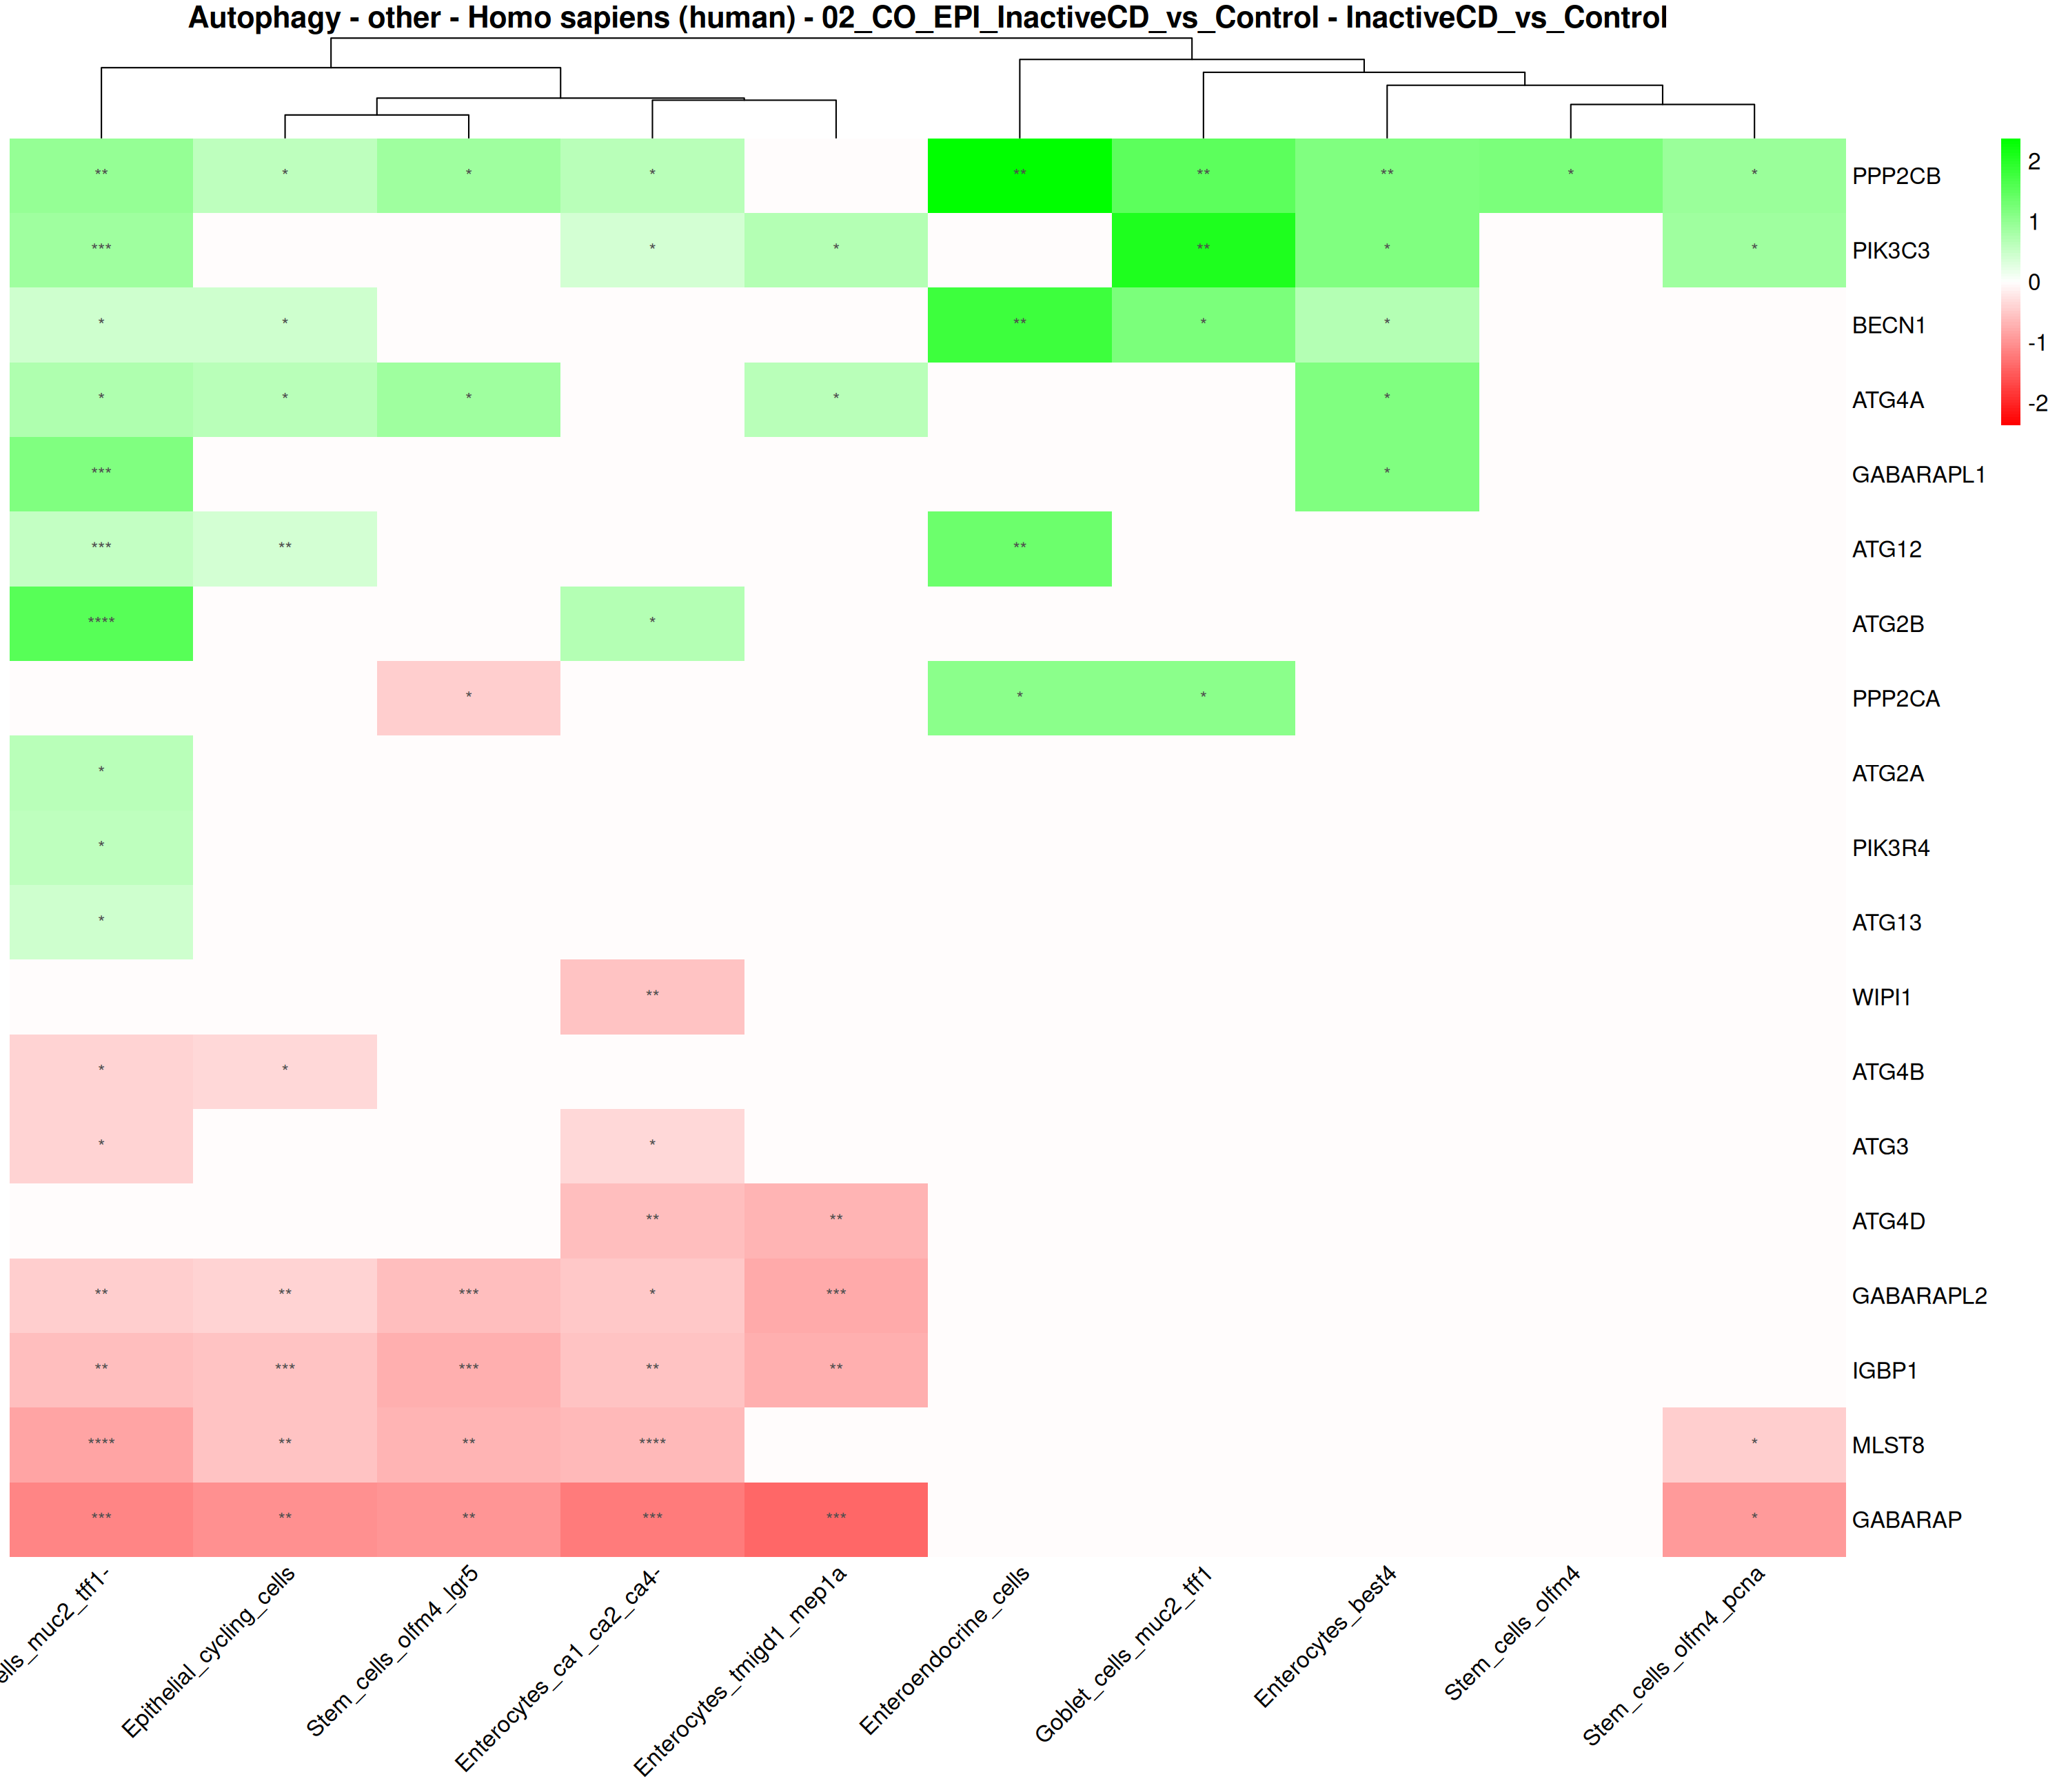 Autophagy - other - Homo sapiens (human) - 02_CO_EPI_InactiveCD_vs_Control - InactiveCD_vs_Control
** * * * ** ** ** * * PPP2CB
*** * * ** * * PIK3C3
* * ** * * BECN1
* * * * * ATG4A
*** * GABARAPL1
*** ** ** ATG12
**** * ATG2B
* * * PPP2CA
* ATG2A
* PIK3R4
* ATG13
** WIPI1
* * ATG4B
* * ATG3
** ** ATG4D
** ** *** * *** GABARAPL2
** *** *** ** ** IGBP1
**** ** ** **** * MLST8
*** ** ** *** *** * GABARAP
2
1
0
-1
-2
ells_muc2_tff1-
Epithelial_cycling_cells
Stem_cells_olfm4_lgr5
Enterocytes_ca1_ca2_ca4-
Enterocytes_tmigd1_mep1a
Enteroendocrine_cells
Goblet_cells_muc2_tff1
Enterocytes_best4
Stem_cells_olfm4
Stem_cells_olfm4_pcna